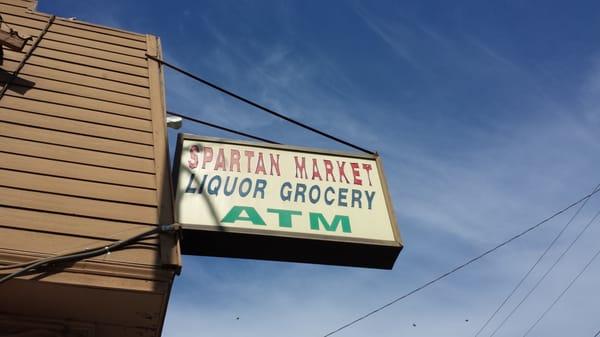 SPARTAN MARKET
LIQUOR GROCERY
ATM